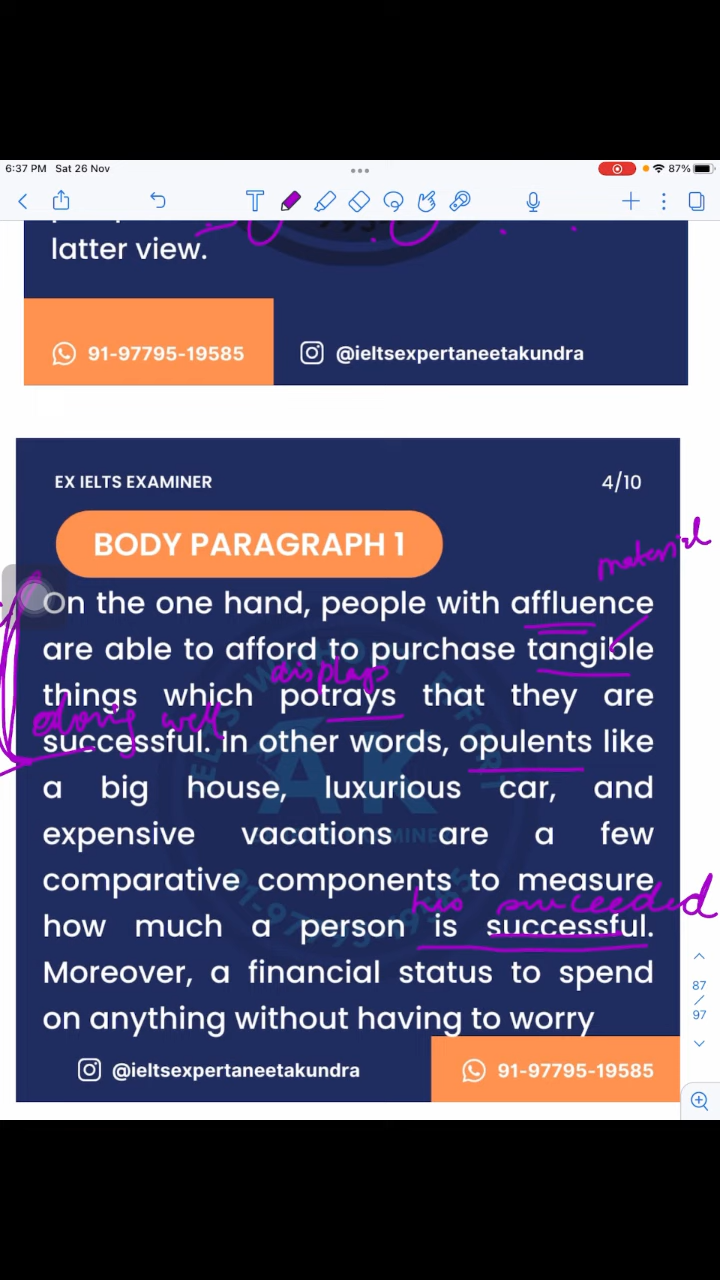 6:37 PM Sat 26 Nov
87%
latter view.
91-97795-19585 @ieltsexpertaneetakundra
EX IELTS EXAMINER 4/10
BODY PARAGRAPH 1
material
On the one hand, people with affluence
are able to afford to purchase tangible
displays
things which potrays that they are
doing well
successful. In other words, opulents like
a big house, luxurious car, and
expensive vacations are a few
comparative components to measure
has succeeded
how much a person is successful.
Moreover, a financial status to spend
on anything without having to worry
@ieltsexpertaneetakundra 91-97795-19585
87
/
97
AK